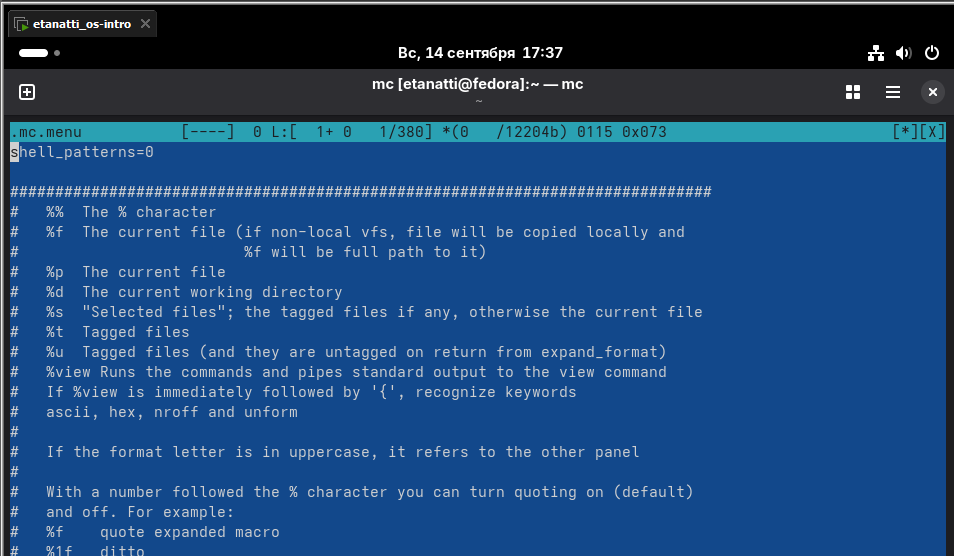 etanatti_os-intro
Вс, 14 сентября 17:37
mc [etanatti@fedora]:~ — mc
~
.mc.menu           [----]  0 L:[  1+ 0   1/380] *(0   /12204b) 0115 0x073                         [*][X]
shell_patterns=0
##############################################################################
#   %%  The % character
#   %f  The current file (if non-local vfs, file will be copied locally and
#                         %f will be full path to it)
#   %p  The current file
#   %d  The current working directory
#   %s  "Selected files"; the tagged files if any, otherwise the current file
#   %t  Tagged files
#   %u  Tagged files (and they are untagged on return from expand_format)
#   %view Runs the commands and pipes standard output to the view command
#   If %view is immediately followed by '{', recognize keywords
#   ascii, hex, nroff and unform
#
#   If the format letter is in uppercase, it refers to the other panel
#
#   With a number followed the % character you can turn quoting on (default)
#   and off. For example:
#   %f    quote expanded macro
#   %1f   ditto